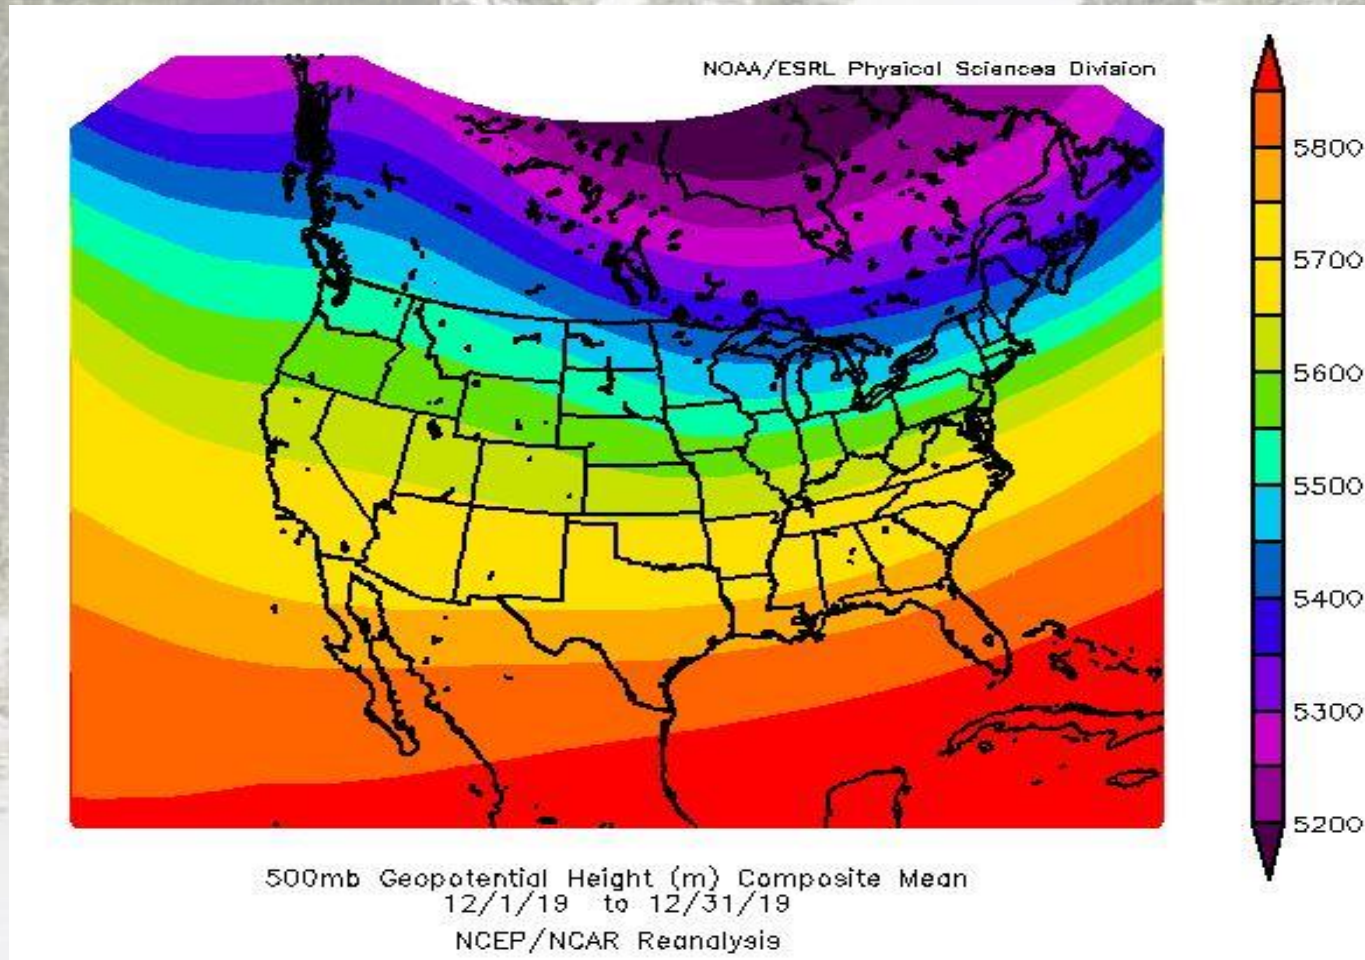 NOAA/ESRL Physical Sciences Division
5800
5700
5600
5500
5400
5300
5200
500mb Geopotential Height (m) Composite Mean
12/1/19 to 12/31/19
NCEP/NCAR Reanalysis